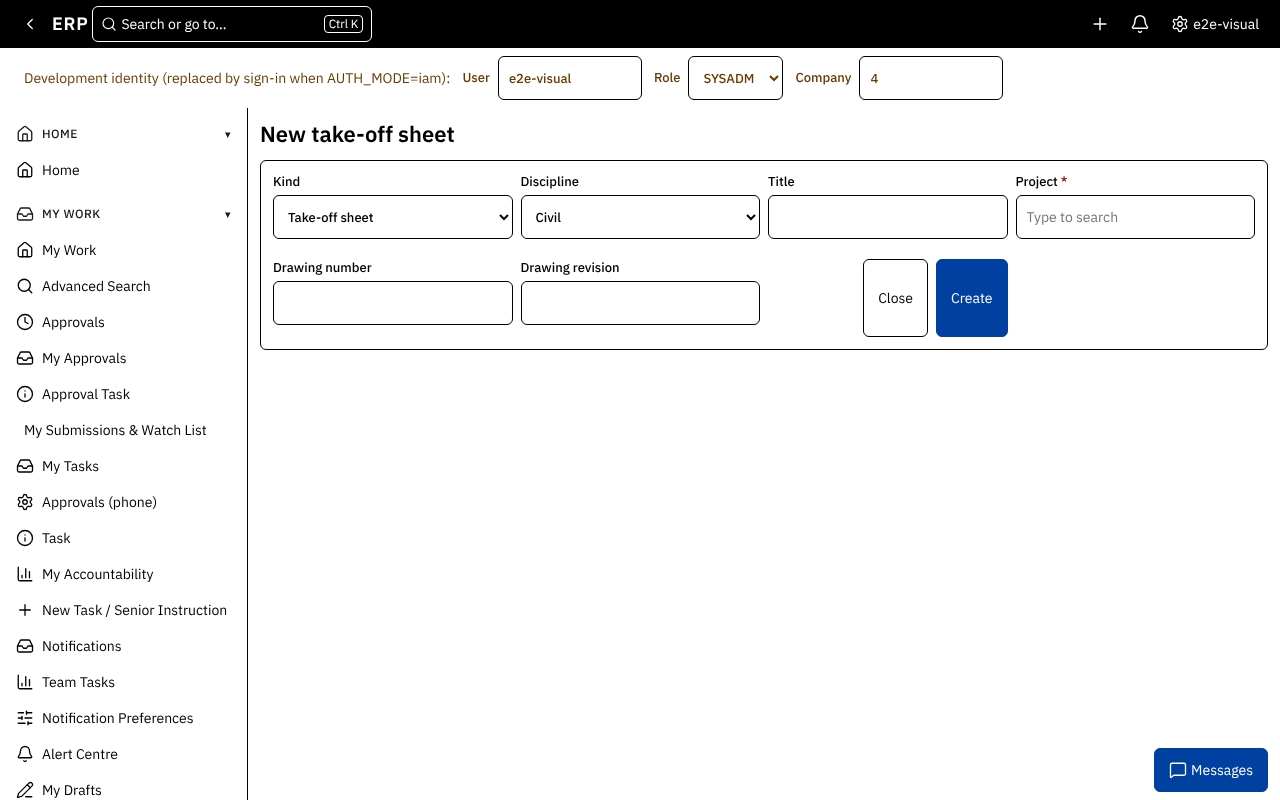 ERP
Search or go to...
Ctrl K
e2e-visual
Development identity (replaced by sign-in when AUTH_MODE=iam):
User
e2e-visual
Role
SYSADM
Company
4
HOME
Home
MY WORK
My Work
Advanced Search
Approvals
My Approvals
Approval Task
My Submissions & Watch List
My Tasks
Approvals (phone)
Task
My Accountability
New Task / Senior Instruction
Notifications
Team Tasks
Notification Preferences
Alert Centre
My Drafts
New take-off sheet
Kind
Discipline
Title
Project *
Take-off sheet
Civil
Type to search
Drawing number
Drawing revision
Close
Create
Messages